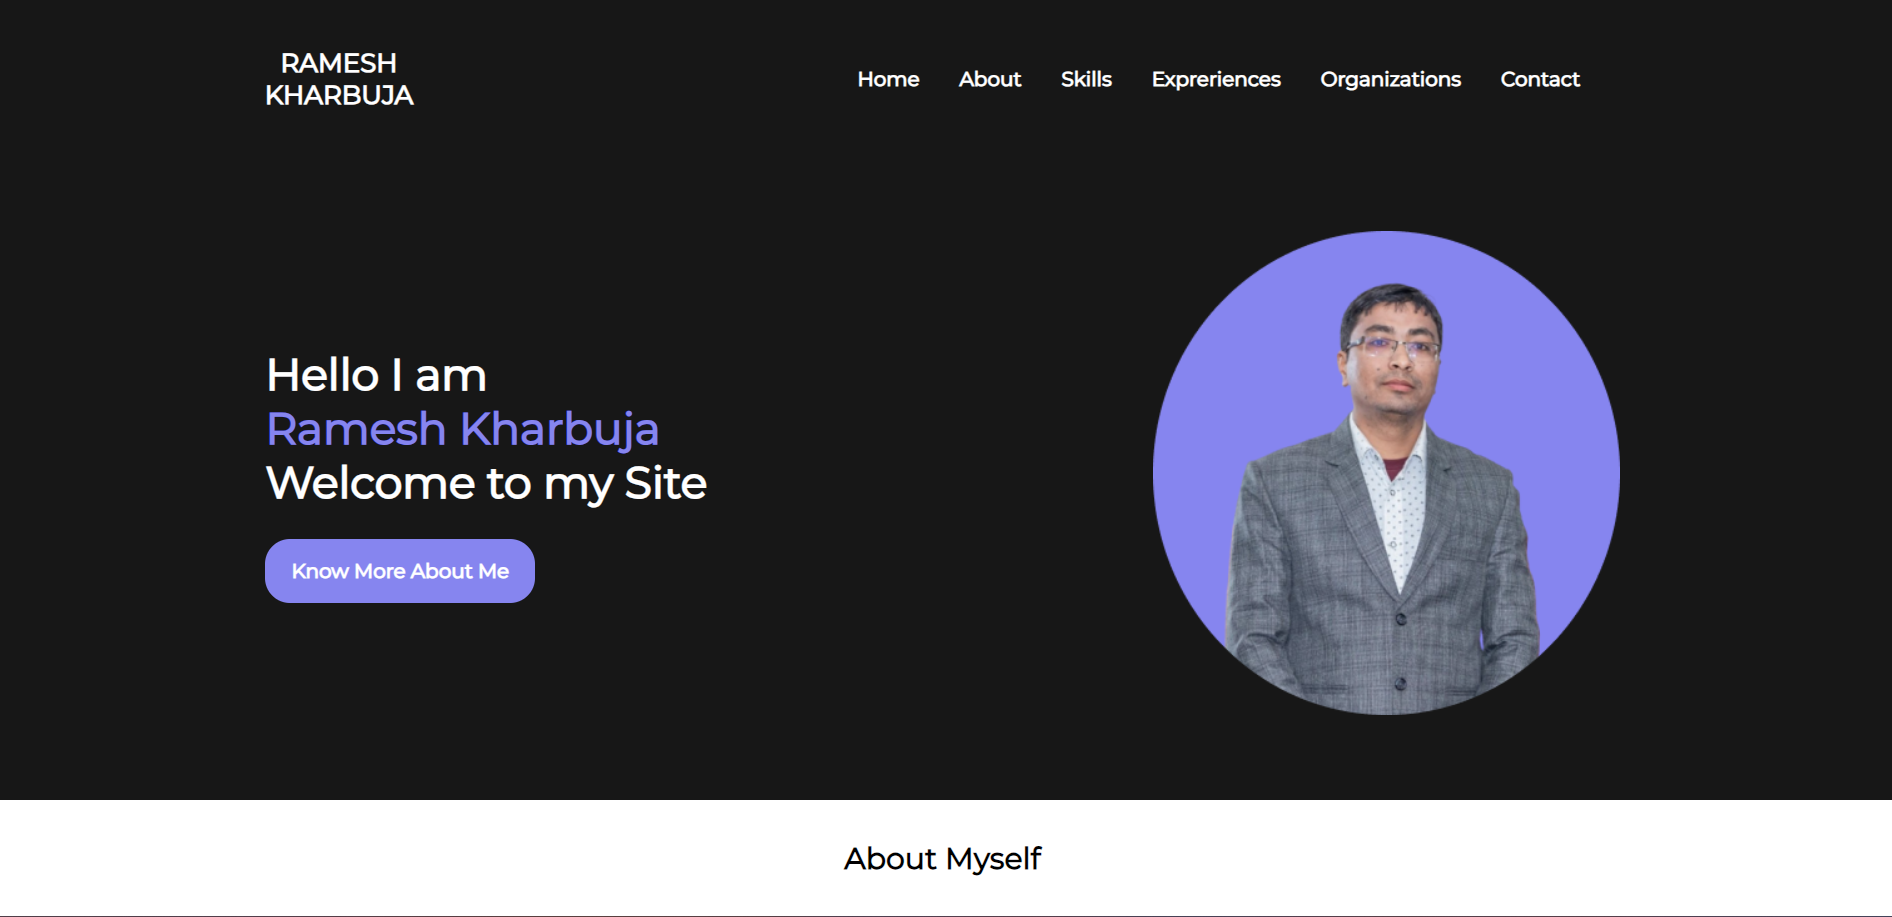 RAMESH
KHARBUJA
Home About Skills Expreriences Organizations Contact
Hello I am
Ramesh Kharbuja
Welcome to my Site
Know More About Me
About Myself